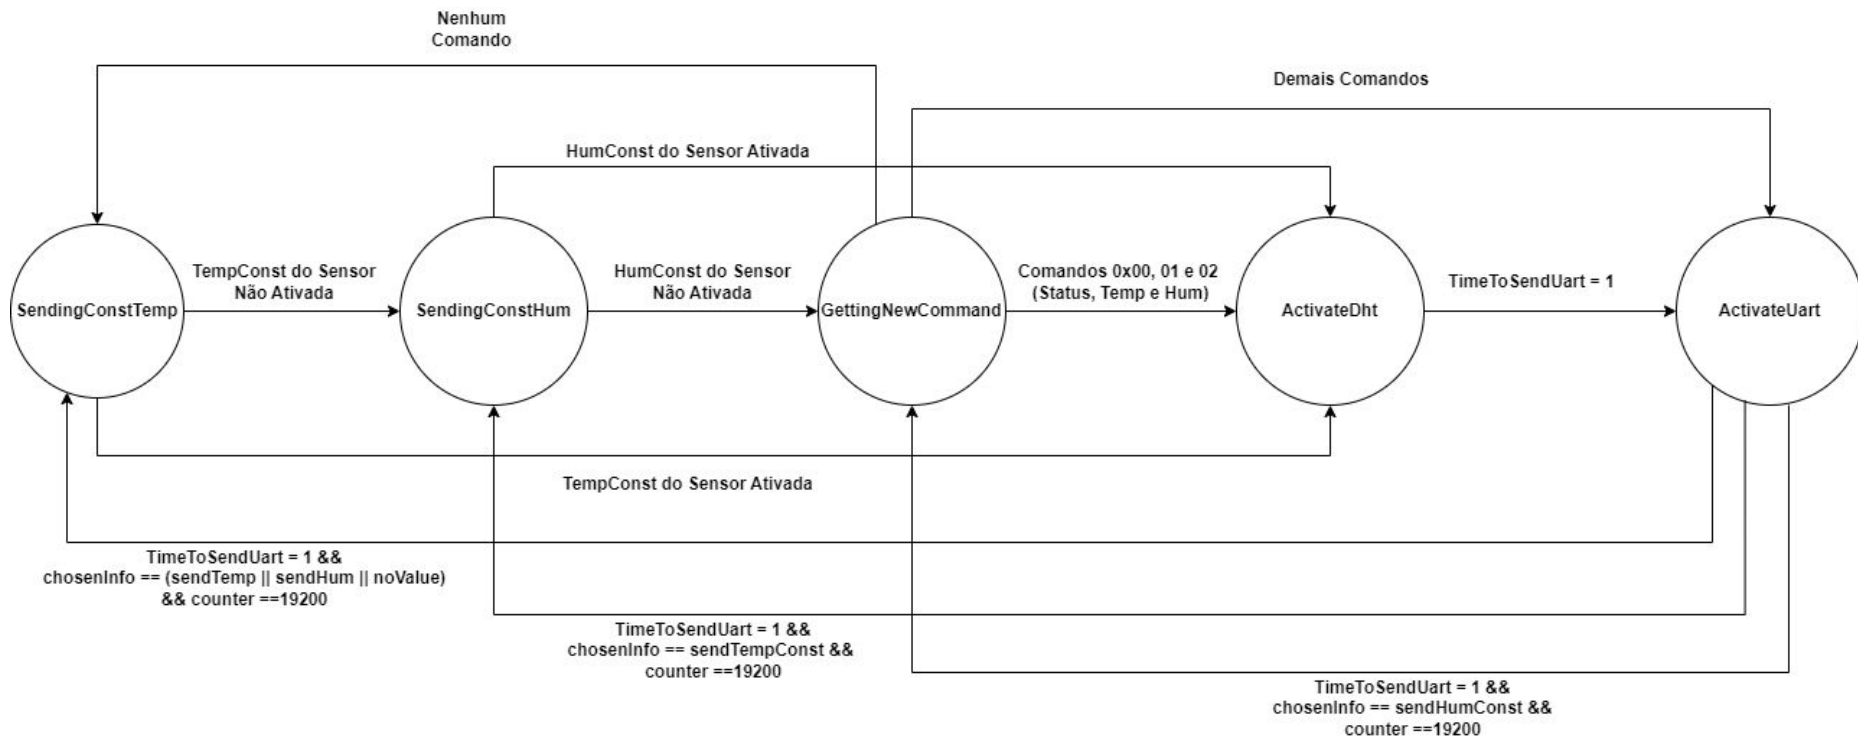 Nenhum
Comando
Demais Comandos
HumConst do Sensor Ativada
TempConst do Sensor
Não Ativada
HumConst do Sensor
Não Ativada
Comandos 0x00, 01 e 02
(Status, Temp e Hum)
TimeToSendUart = 1
SendingConstTemp
SendingConstHum
GettingNewCommand
ActivateDht
ActivateUart
TempConst do Sensor Ativada
TimeToSendUart = 1 &&
chosenInfo == (sendTemp || sendHum || noValue)
&& counter ==19200
TimeToSendUart = 1 &&
chosenInfo == sendTempConst &&
counter ==19200
TimeToSendUart = 1 &&
chosenInfo == sendHumConst &&
counter ==19200